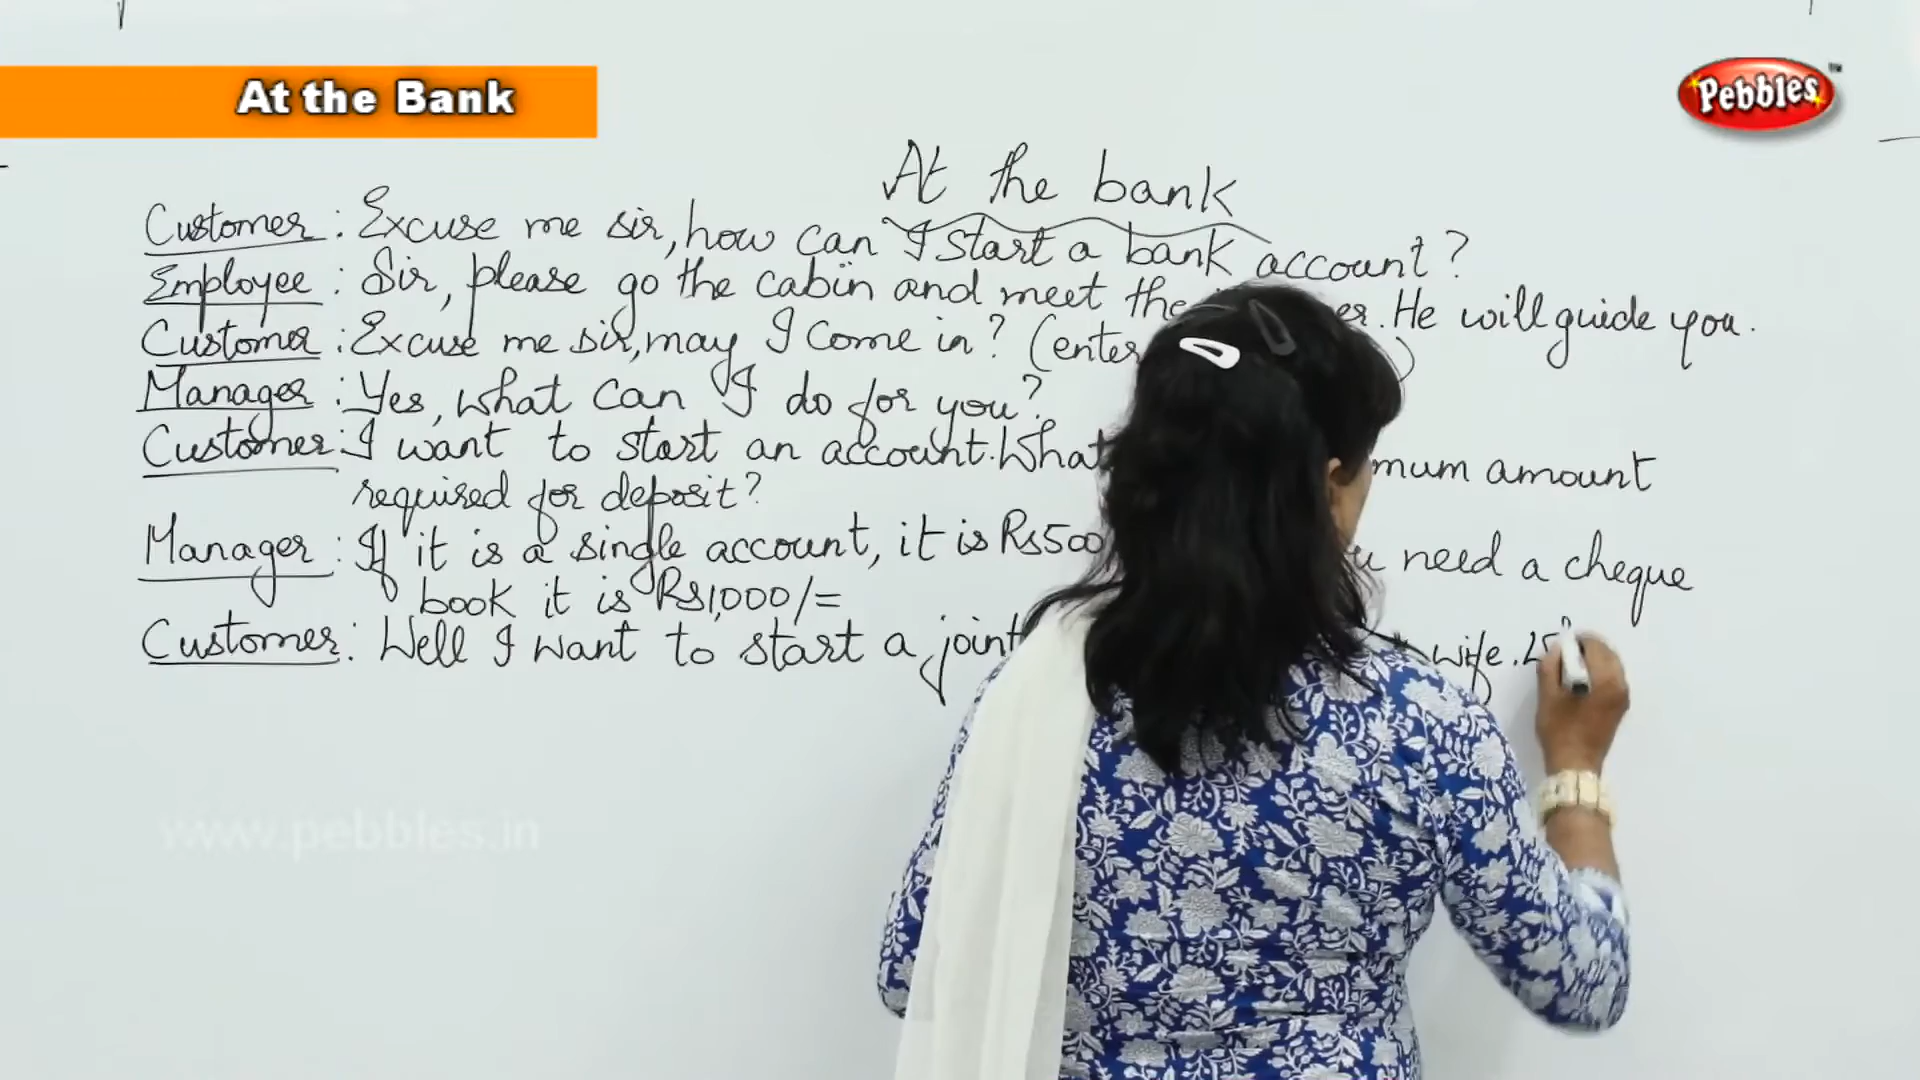 At the Bank
Pebbles™
At the bank
Customer : Excuse me sir, how can I start a bank account?
Employee : Sir, please go the cabin and meet the er. He will guide you.
Customer : Excuse me sir, may I come in? (enter )
Manager : Yes, what can I do for you?
Customer : I want to start an account. What mum amount
required for deposit?
Manager : If it is a single account, it is Rs500 need a cheque
book it is Rs1,000/=
Customer : Well I want to start a joint wife.
www.pebbles.in